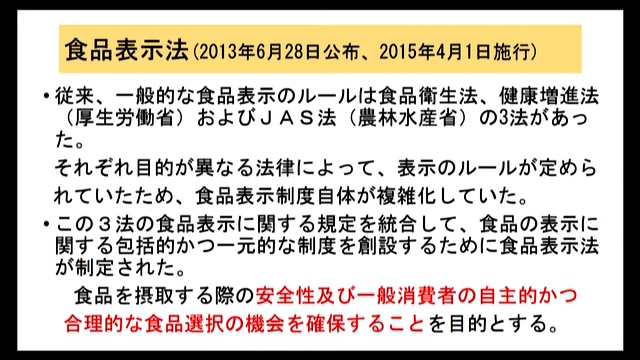 食品表示法(2013年6月28日公布、2015年4月1日施行)
・従来、一般的な食品表示のルールは食品衛生法、健康増進法
（厚生労働省）およびＪＡＳ法（農林水産省）の3法があっ
た。
それぞれ目的が異なる法律によって、表示のルールが定めら
れていたため、食品表示制度自体が複雑化していた。
・この３法の食品表示に関する規定を統合して、食品の表示に
関する包括的かつ一元的な制度を創設するために食品表示法
が制定された。
食品を摂取する際の安全性及び一般消費者の自主的かつ
合理的な食品選択の機会を確保することを目的とする。